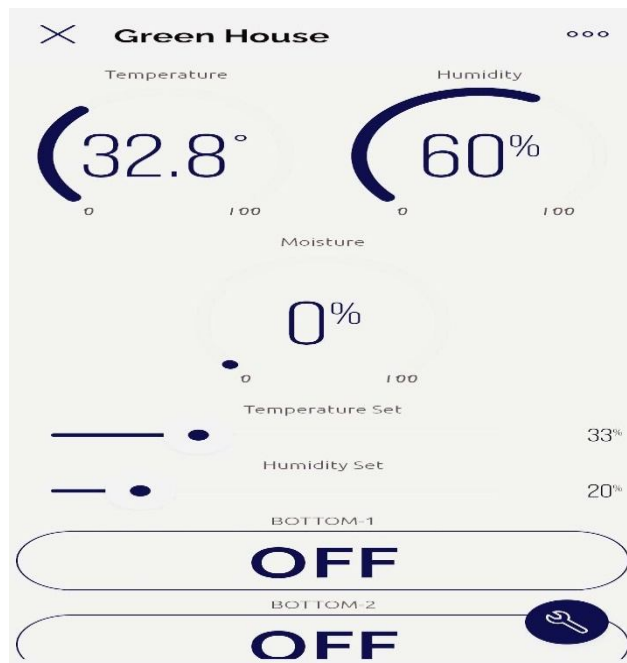 Green House
Temperature
Humidity
32.8°
60%
0 100
0 100
Moisture
0%
0 100
Temperature Set
33%
Humidity Set
20%
BOTTOM-1
OFF
BOTTOM-2
OFF